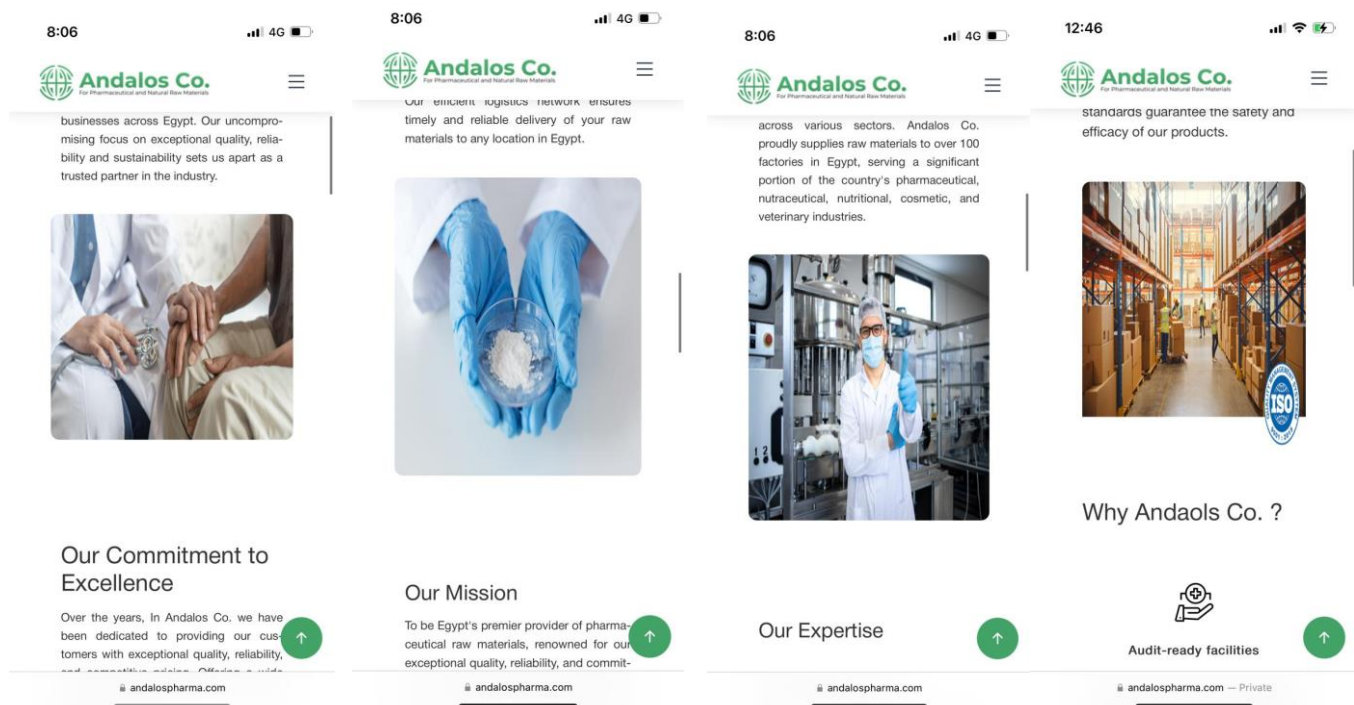 8:06
4G
Andalos Co.
For Pharmaceutical and Natural Raw Materials
businesses across Egypt. Our uncompro-
mising focus on exceptional quality, relia-
bility and sustainability sets us apart as a
trusted partner in the industry.
Our Commitment to
Excellence
Over the years, In Andalos Co. we have
been dedicated to providing our cus-
tomers with exceptional quality, reliability,
and competitive pricing. Offering a wide
andalospharma.com
8:06
4G
Andalos Co.
For Pharmaceutical and Natural Raw Materials
Our efficient logistics network ensures
timely and reliable delivery of your raw
materials to any location in Egypt.
Our Mission
To be Egypt's premier provider of pharma-
ceutical raw materials, renowned for our
exceptional quality, reliability, and commit-
andalospharma.com
8:06
4G
Andalos Co.
For Pharmaceutical and Natural Raw Materials
across various sectors. Andalos Co.
proudly supplies raw materials to over 100
factories in Egypt, serving a significant
portion of the country's pharmaceutical,
nutraceutical, nutritional, cosmetic, and
veterinary industries.
1 2
Our Expertise
andalospharma.com
12:46
Andalos Co.
For Pharmaceutical and Natural Raw Materials
standards guarantee the safety and
efficacy of our products.
ISO
Why Andaols Co. ?
Audit-ready facilities
andalospharma.com — Private